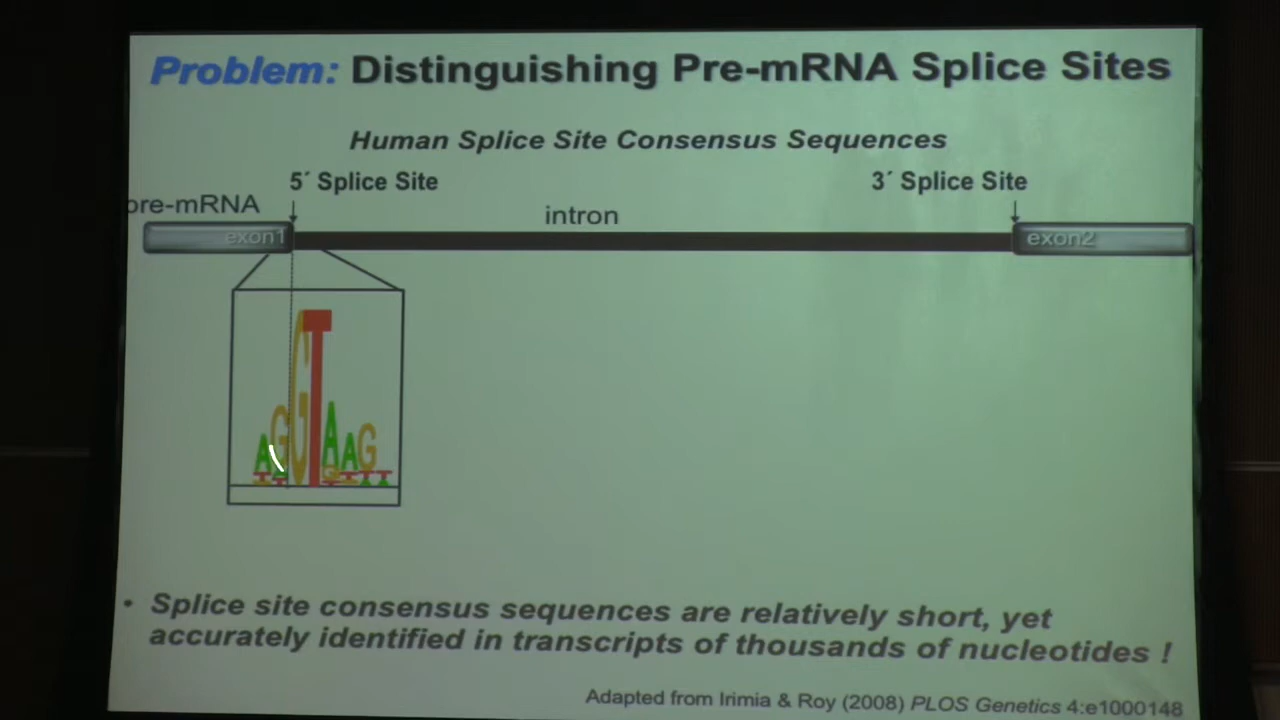 Problem: Distinguishing Pre-mRNA Splice Sites
Human Splice Site Consensus Sequences
5´ Splice Site
3´ Splice Site
pre-mRNA
intron
exon1
exon2
AGGTAAG
• Splice site consensus sequences are relatively short, yet
accurately identified in transcripts of thousands of nucleotides !
Adapted from Irimia & Roy (2008) PLOS Genetics 4:e1000148